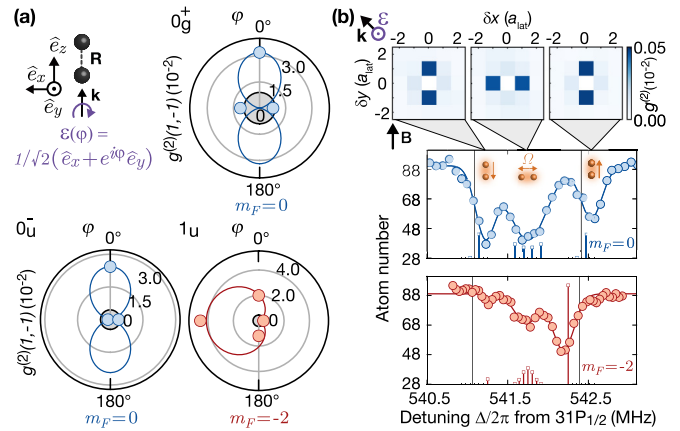 (a)
0g+ φ
0°
êz
R
êx
êy
k
ε(φ) =
1/√2(êx+eiφêy)
g(2)(1,-1)(10-2)
3.0
1.5
0
180°
mF=0
0u- φ
0°
g(2)(1,-1)(10-2)
3.0
1.5
0
180°
mF=0
1u φ
0°
4.0
2.0
0
180°
mF=-2
(b)
ε
k
δx (alat)
-2 0 2 -2 0 2 -2 0 2
δy (alat)
2
0
-2
0.05
0.00
g(2)(10-2)
B
Ω
Atom number
88
68
48
28
mF=0
88
68
48
28
mF=-2
540.5 541.5 542.5
Detuning Δ/2π from 31P1/2 (MHz)